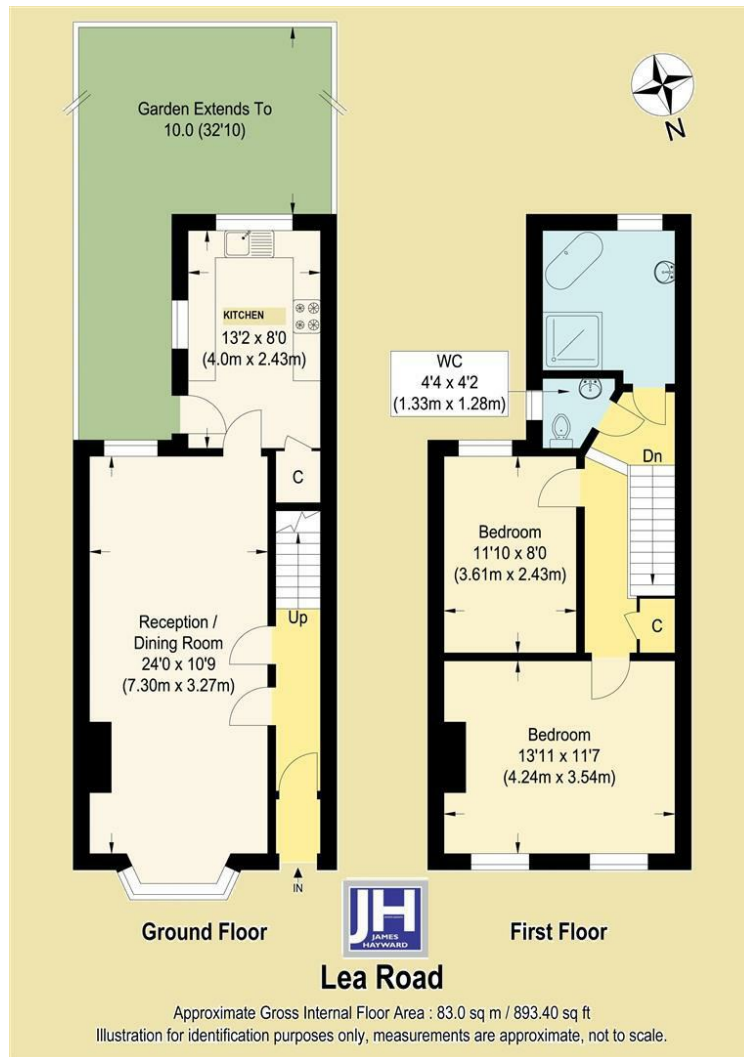 Garden Extends To
10.0 (32'10)
N
KITCHEN
13'2 x 8'0
(4.0m x 2.43m)
C
Up
Reception /
Dining Room
24'0 x 10'9
(7.30m x 3.27m)
IN
WC
4'4 x 4'2
(1.33m x 1.28m)
Dn
Bedroom
11'10 x 8'0
(3.61m x 2.43m)
C
Bedroom
13'11 x 11'7
(4.24m x 3.54m)
Ground Floor
JH
JAMES
HAYWARD
First Floor
Lea Road
Approximate Gross Internal Floor Area : 83.0 sq m / 893.40 sq ft
Illustration for identification purposes only, measurements are approximate, not to scale.